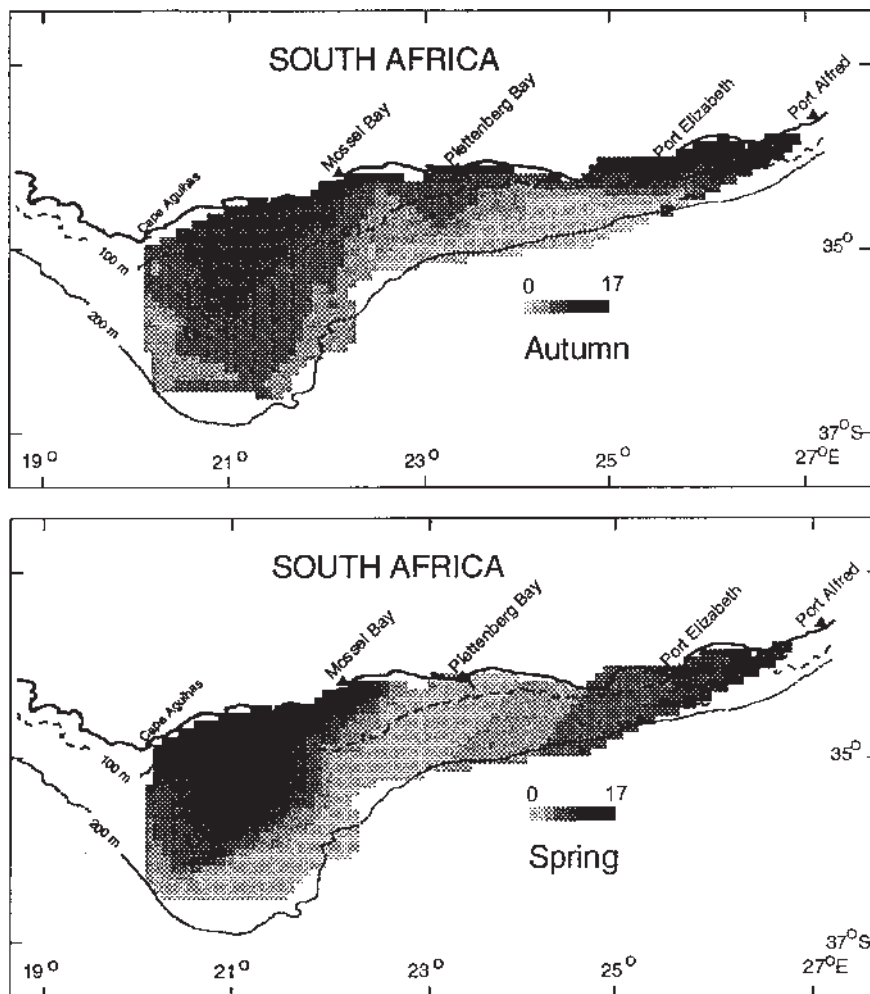 SOUTH AFRICA
Mossel Bay
Plettenberg Bay
Port Elizabeth
Port Alfred
Cape Agulhas
100 m
200 m
35°
0 17
Autumn
37°S
19° 21° 23° 25° 27°E
SOUTH AFRICA
Mossel Bay
Plettenberg Bay
Port Elizabeth
Port Alfred
Cape Agulhas
100 m
200 m
35°
0 17
Spring
37°S
19° 21° 23° 25° 27°E